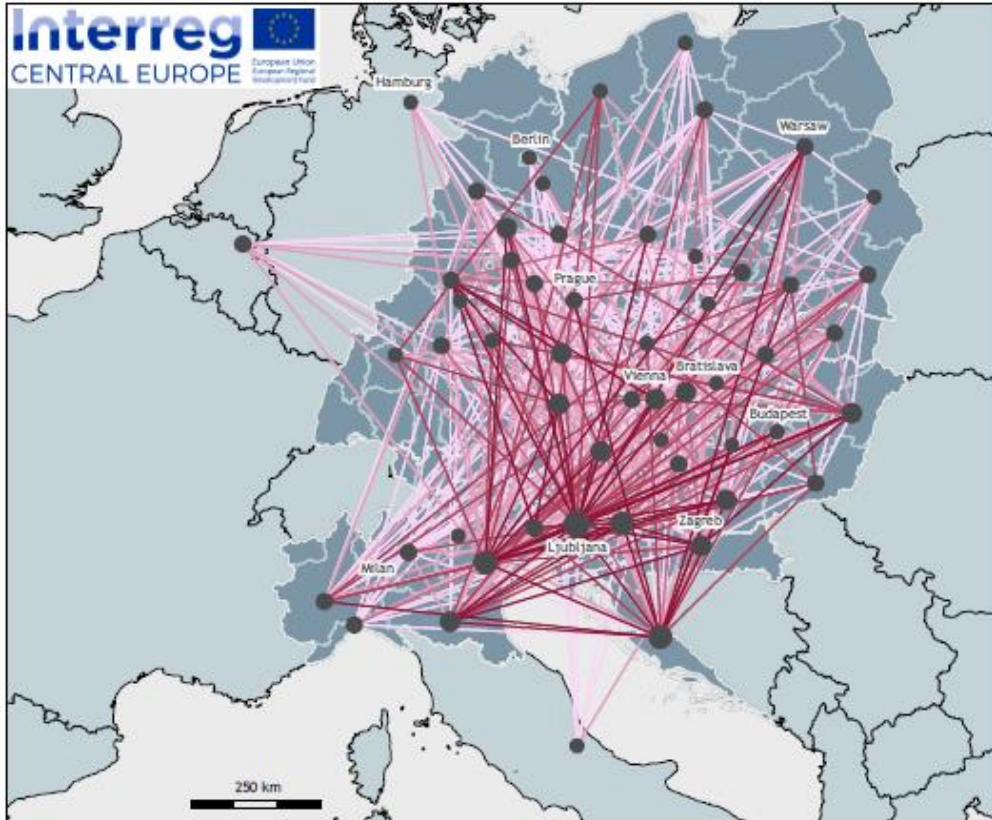 Interreg
CENTRAL EUROPE
European Union
European Regional
Development Fund
Hamburg
Berlin
Warsaw
Prague
Vienna
Bratislava
Budapest
Zagreb
Ljubljana
Milan
250 km